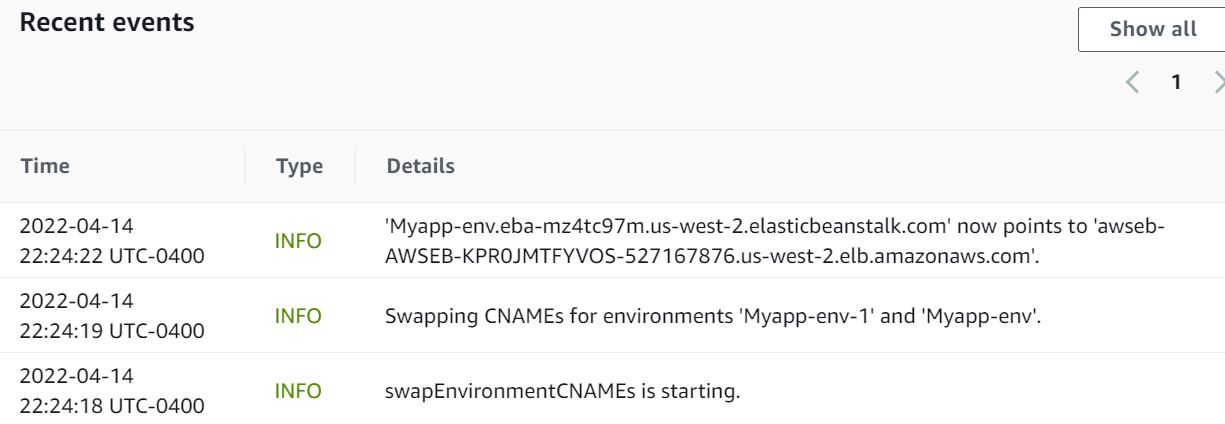 Recent events
Show all
1
Time Type Details
2022-04-14
22:24:22 UTC-0400
INFO
'Myapp-env.eba-mz4tc97m.us-west-2.elasticbeanstalk.com' now points to 'awseb-
AWSEB-KPR0JMTFYVOS-527167876.us-west-2.elb.amazonaws.com'.
2022-04-14
22:24:19 UTC-0400
INFO
Swapping CNAMEs for environments 'Myapp-env-1' and 'Myapp-env'.
2022-04-14
22:24:18 UTC-0400
INFO
swapEnvironmentCNAMEs is starting.